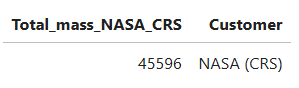 Total_mass_NASA_CRS Customer
45596 NASA (CRS)